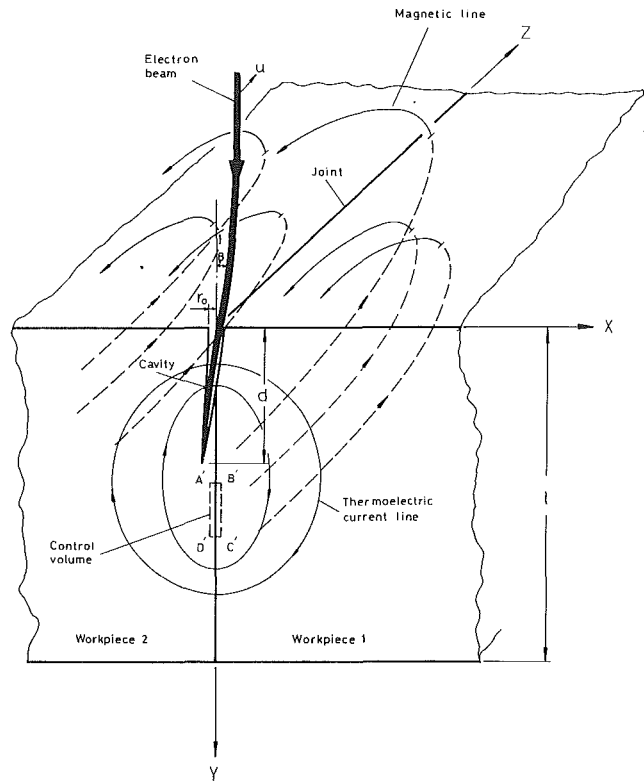 Magnetic line
Z
Electron
beam
u
Joint
β
r₀
X
Cavity
d
A′ B′
l
Thermoelectric
current line
Control
volume
D′ C′
Workpiece 2 Workpiece 1
Y